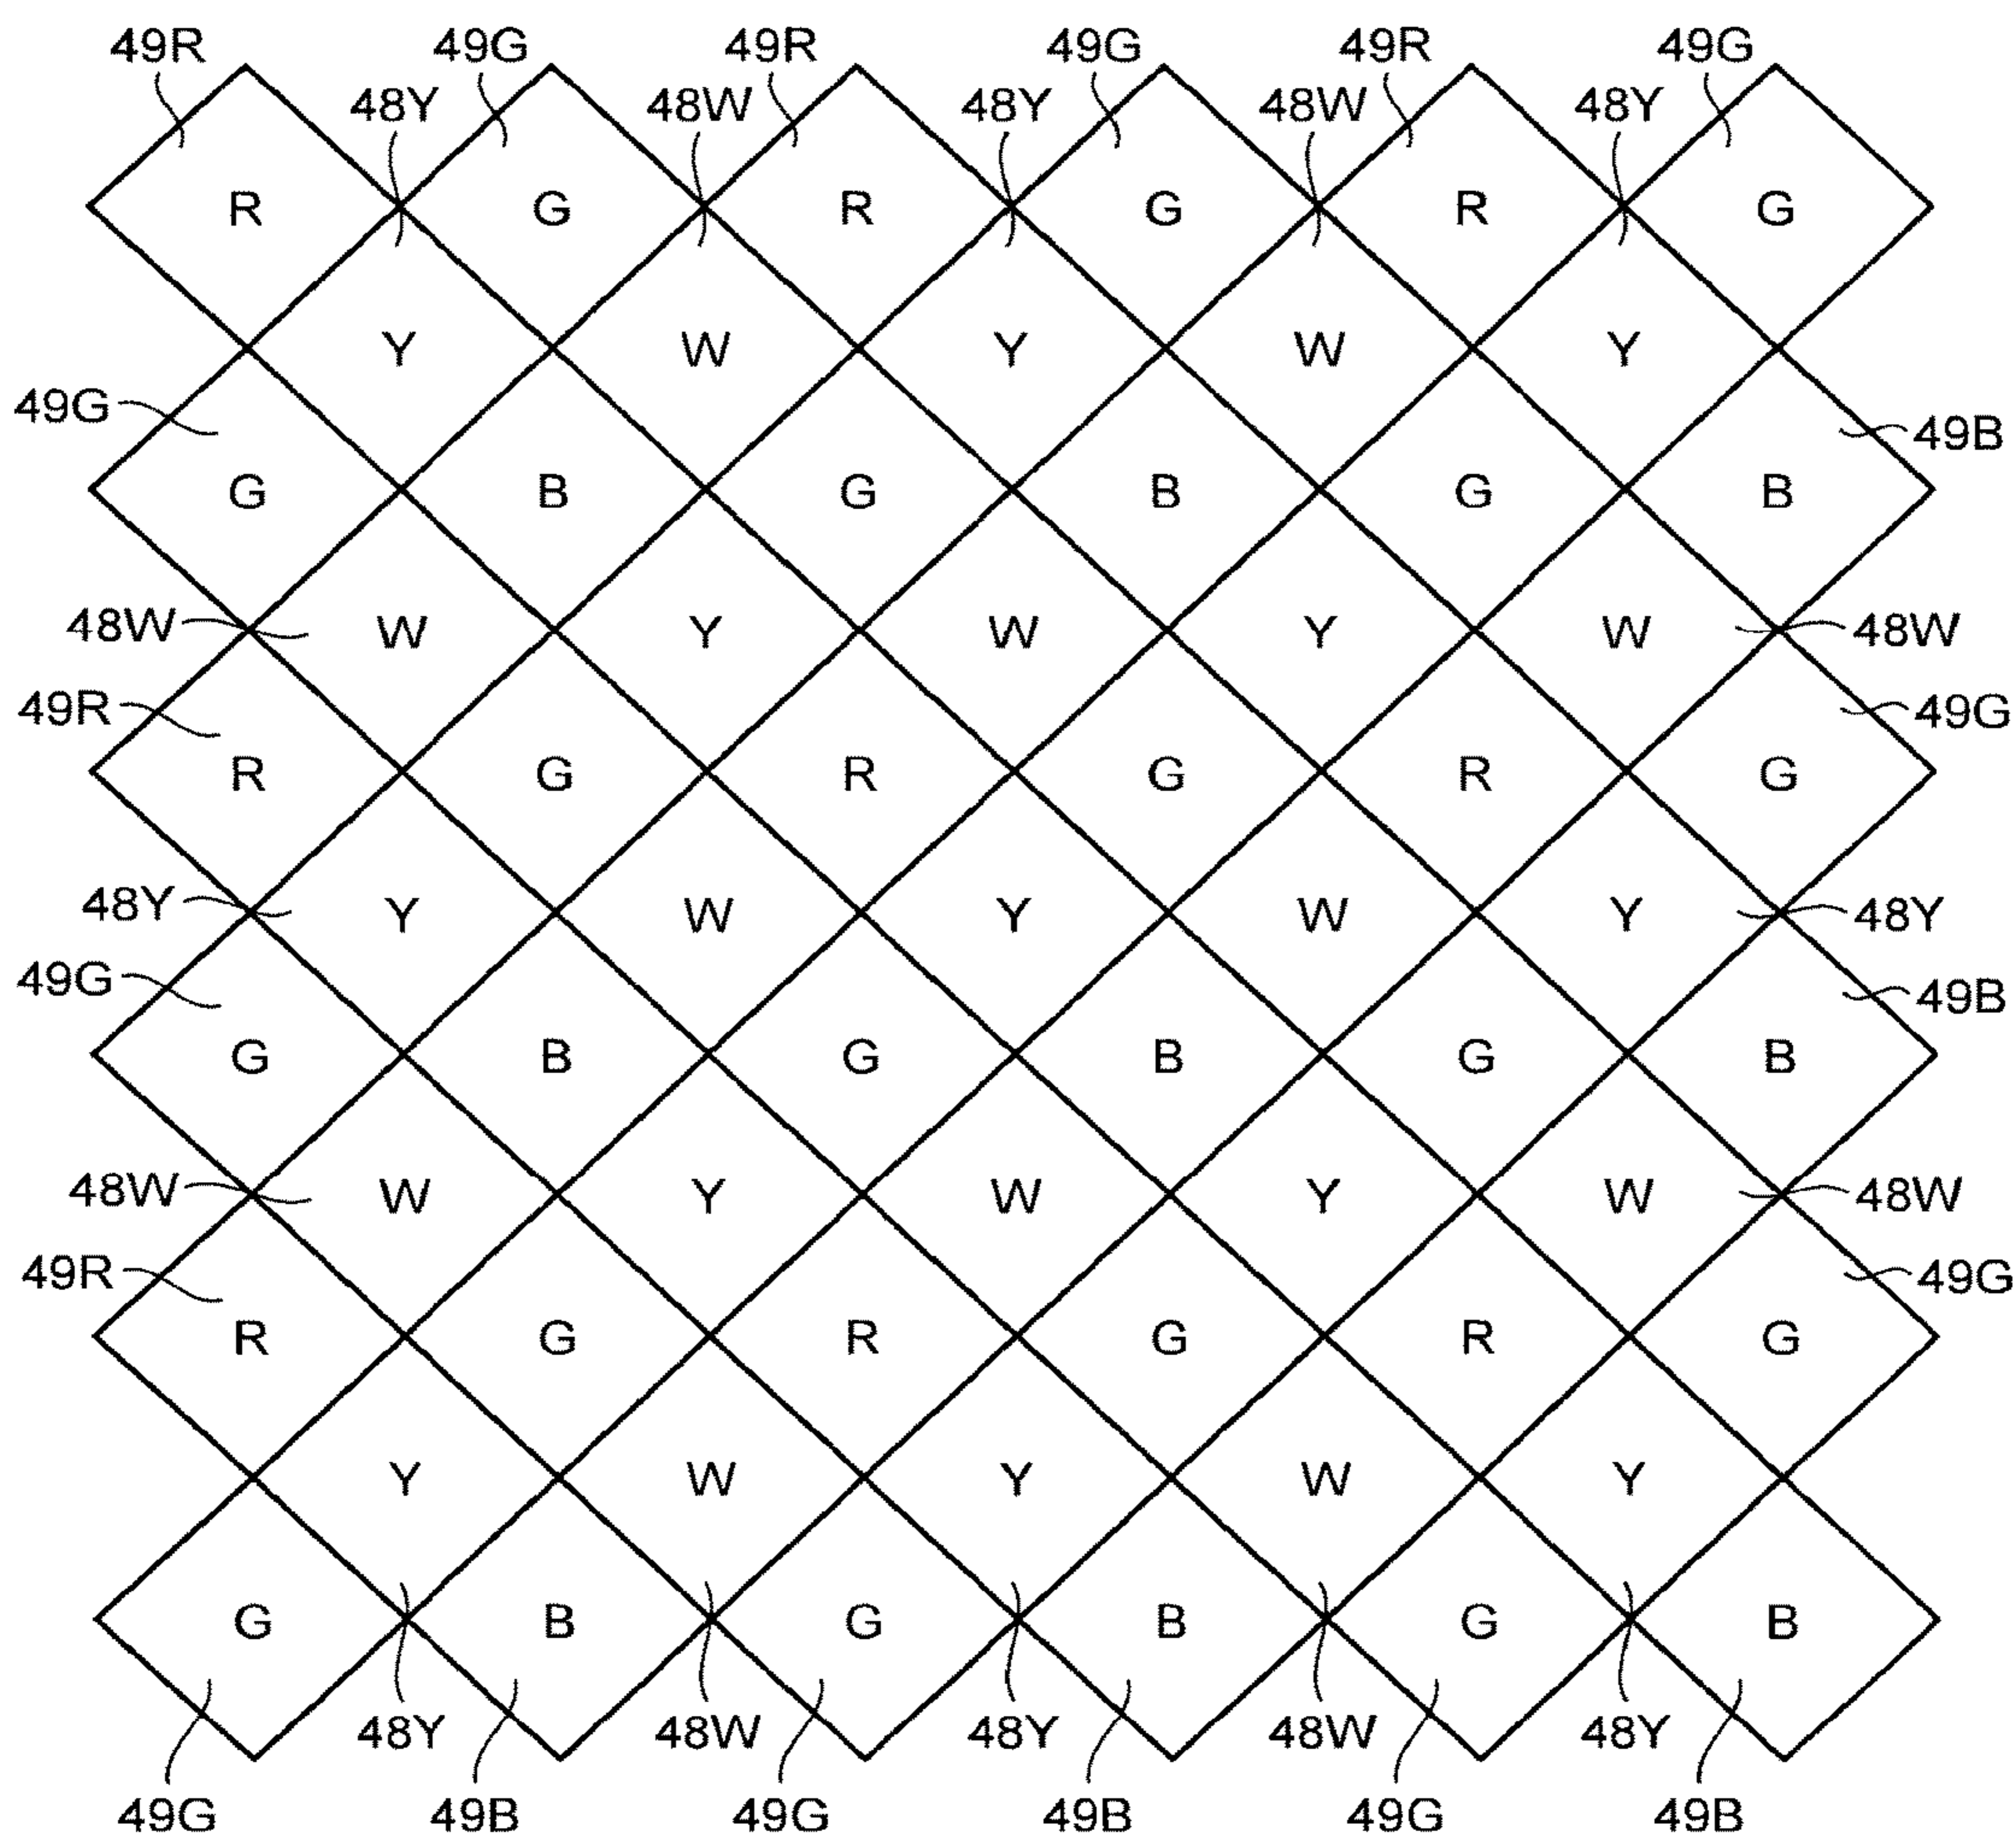 49R 49G 49R 49G 49R 49G
48Y 48W 48Y 48W 48Y
R G R G R G
Y W Y W Y
49G 49B
G B G B G B
48W W Y W Y W 48W
49R 49G
R G R G R G
48Y Y W Y W Y 48Y
49G 49B
G B G B G B
48W W Y W Y W 48W
49R 49G
R G R G R G
Y W Y W Y
G B G B G B
48Y 48W 48Y 48W 48Y
49G 49B 49G 49B 49G 49B